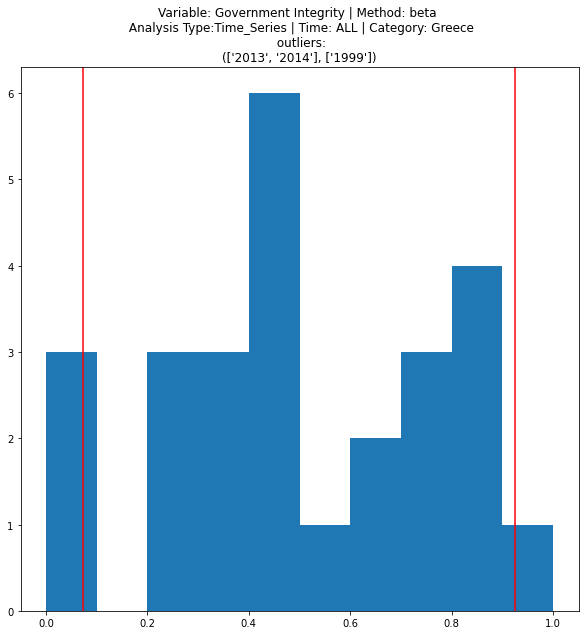 Variable: Government Integrity | Method: beta
Analysis Type:Time_Series | Time: ALL | Category: Greece
outliers:
(['2013', '2014'], ['1999'])
6
5
4
3
2
1
0
0.0 0.2 0.4 0.6 0.8 1.0